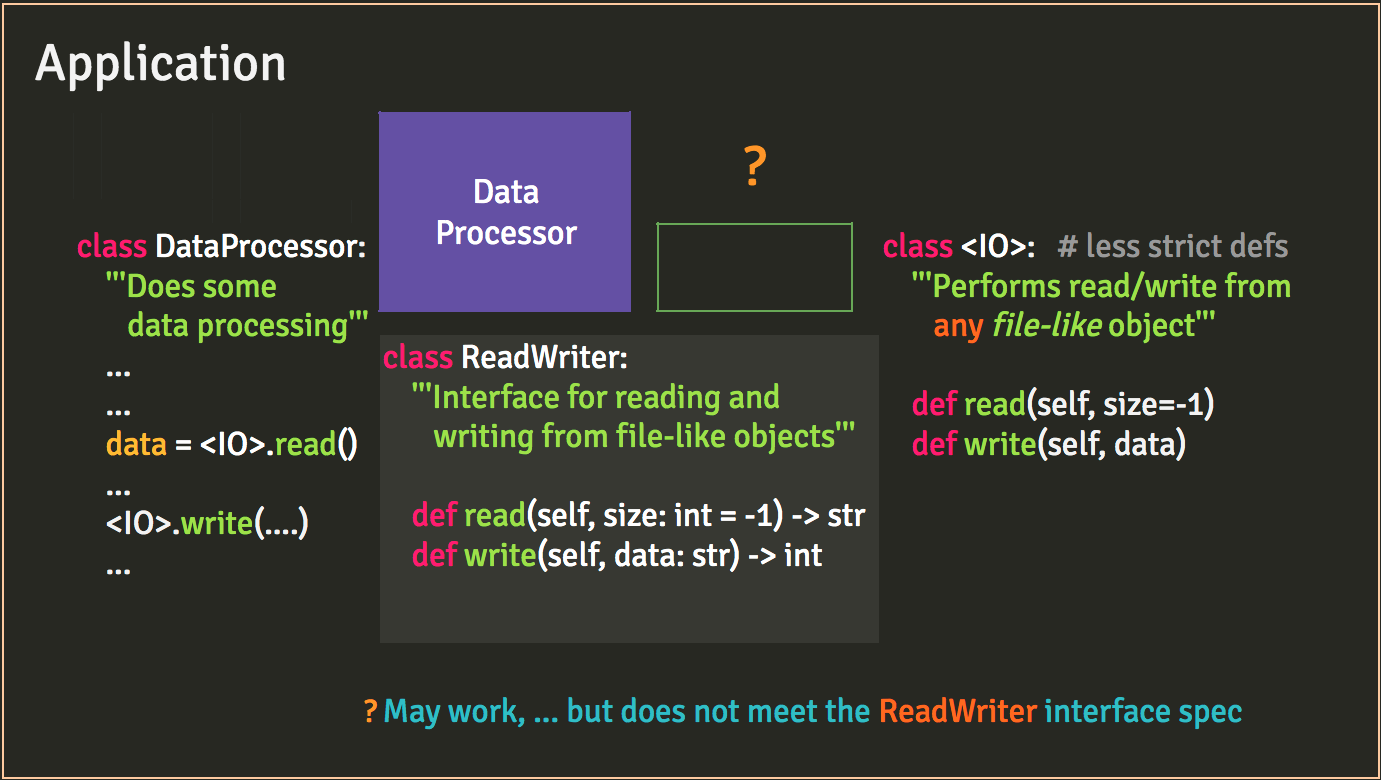 Application
Data
Processor
?
class DataProcessor:
'''Does some
data processing'''
...
...
data = <IO>.read()
...
<IO>.write(....)
...
class ReadWriter:
'''Interface for reading and
writing from file-like objects'''
def read(self, size: int = -1) -> str
def write(self, data: str) -> int
class <IO>: # less strict defs
'''Performs read/write from
any file-like object'''
def read(self, size=-1)
def write(self, data)
? May work, ... but does not meet the ReadWriter interface spec